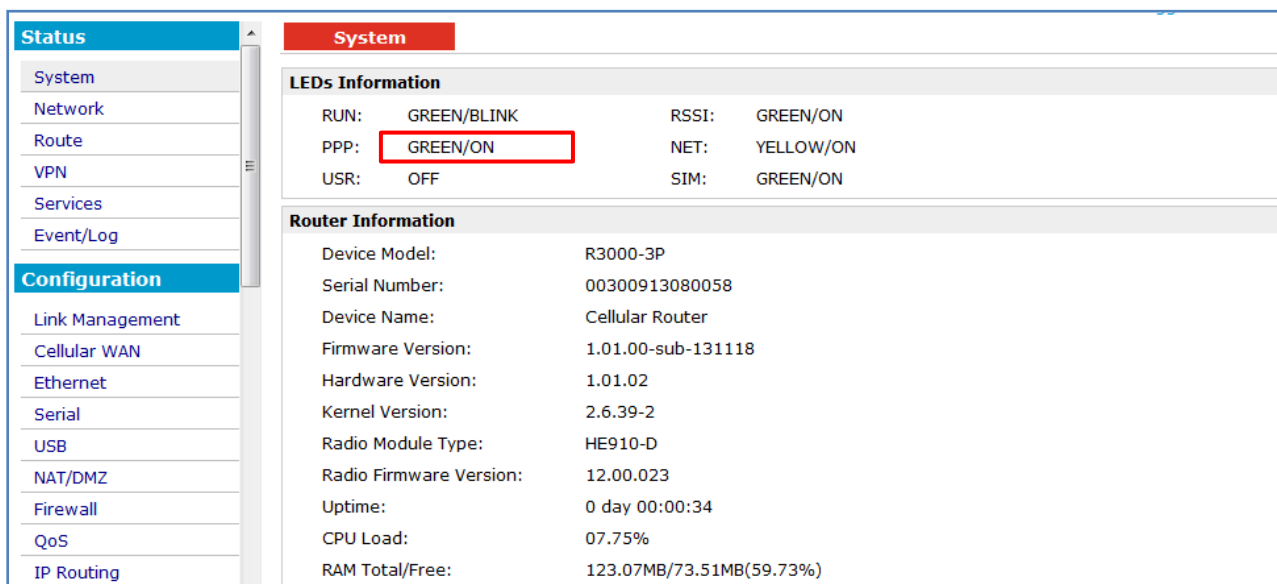 Status
System
Network
Route
VPN
Services
Event/Log
Configuration
Link Management
Cellular WAN
Ethernet
Serial
USB
NAT/DMZ
Firewall
QoS
IP Routing
System
LEDs Information
RUN: GREEN/BLINK RSSI: GREEN/ON
PPP: GREEN/ON NET: YELLOW/ON
USR: OFF SIM: GREEN/ON
Router Information
Device Model: R3000-3P
Serial Number: 00300913080058
Device Name: Cellular Router
Firmware Version: 1.01.00-sub-131118
Hardware Version: 1.01.02
Kernel Version: 2.6.39-2
Radio Module Type: HE910-D
Radio Firmware Version: 12.00.023
Uptime: 0 day 00:00:34
CPU Load: 07.75%
RAM Total/Free: 123.07MB/73.51MB(59.73%)